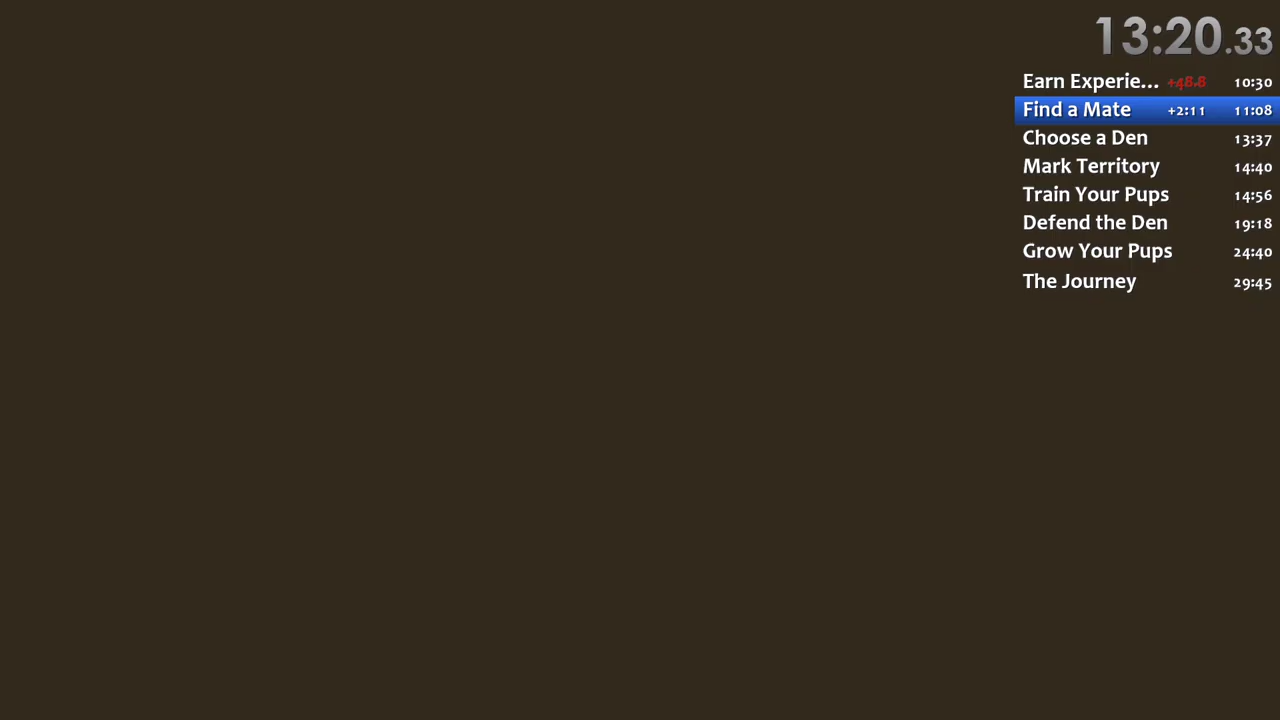 13:20.33
Earn Experie... +48.8 10:30
Find a Mate +2:11 11:08
Choose a Den 13:37
Mark Territory 14:40
Train Your Pups 14:56
Defend the Den 19:18
Grow Your Pups 24:40
The Journey 29:45